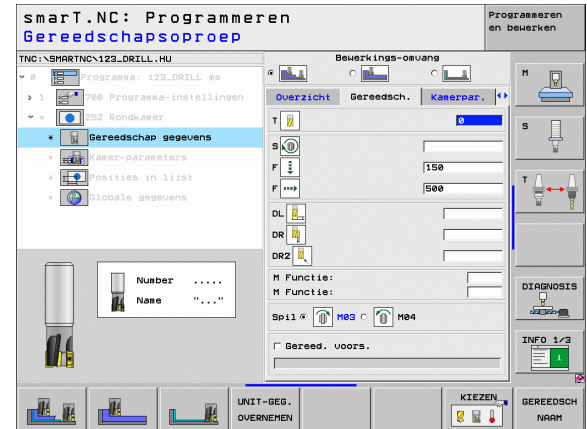 smarT.NC: Programmeren
Gereedschapsoproep
Programmeren
en bewerken
TNC:\SMARTNC\123_DRILL.HU
0 Programma: 123_DRILL mm
1 700 Programma-instellingen
252 Rondkamer
* Gereedschap gegevens
* Kamer-parameters
* Posities in lijst
* Globale gegevens
Number .....
Name "..."
Bewerkings-omvang
Overzicht Gereedsch. Kamerpar.
T 0
S
F 150
F 500
DL
DR
DR2
M Functie:
M Functie:
Spil M03 M04
Gereed. voors.
M
S
T
DIAGNOSIS
INFO 1/3
i
UNIT-GEG.
OVERNEMEN
KIEZEN
GEREEDSCH
NAAM